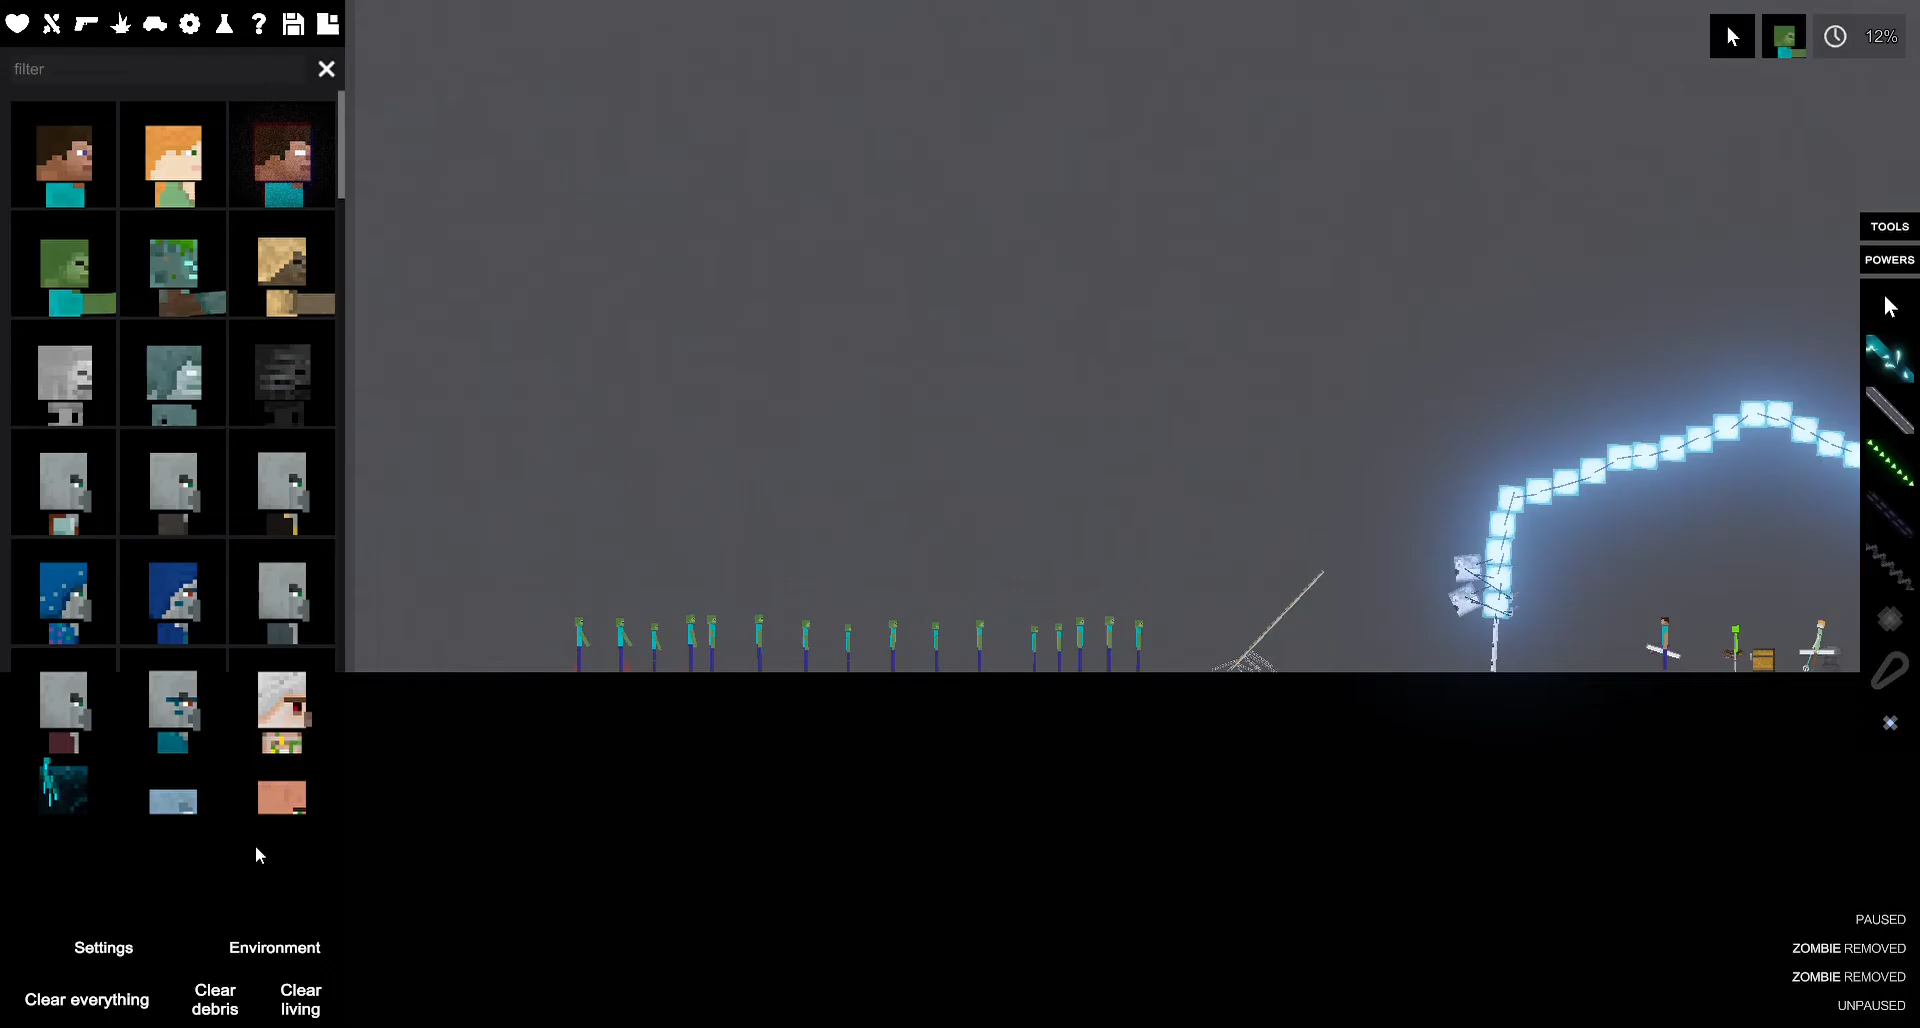 ?
filter
12%
TOOLS
POWERS
PAUSED
ZOMBIE REMOVED
ZOMBIE REMOVED
UNPAUSED
Settings
Environment
Clear everything
Clear
debris
Clear
living